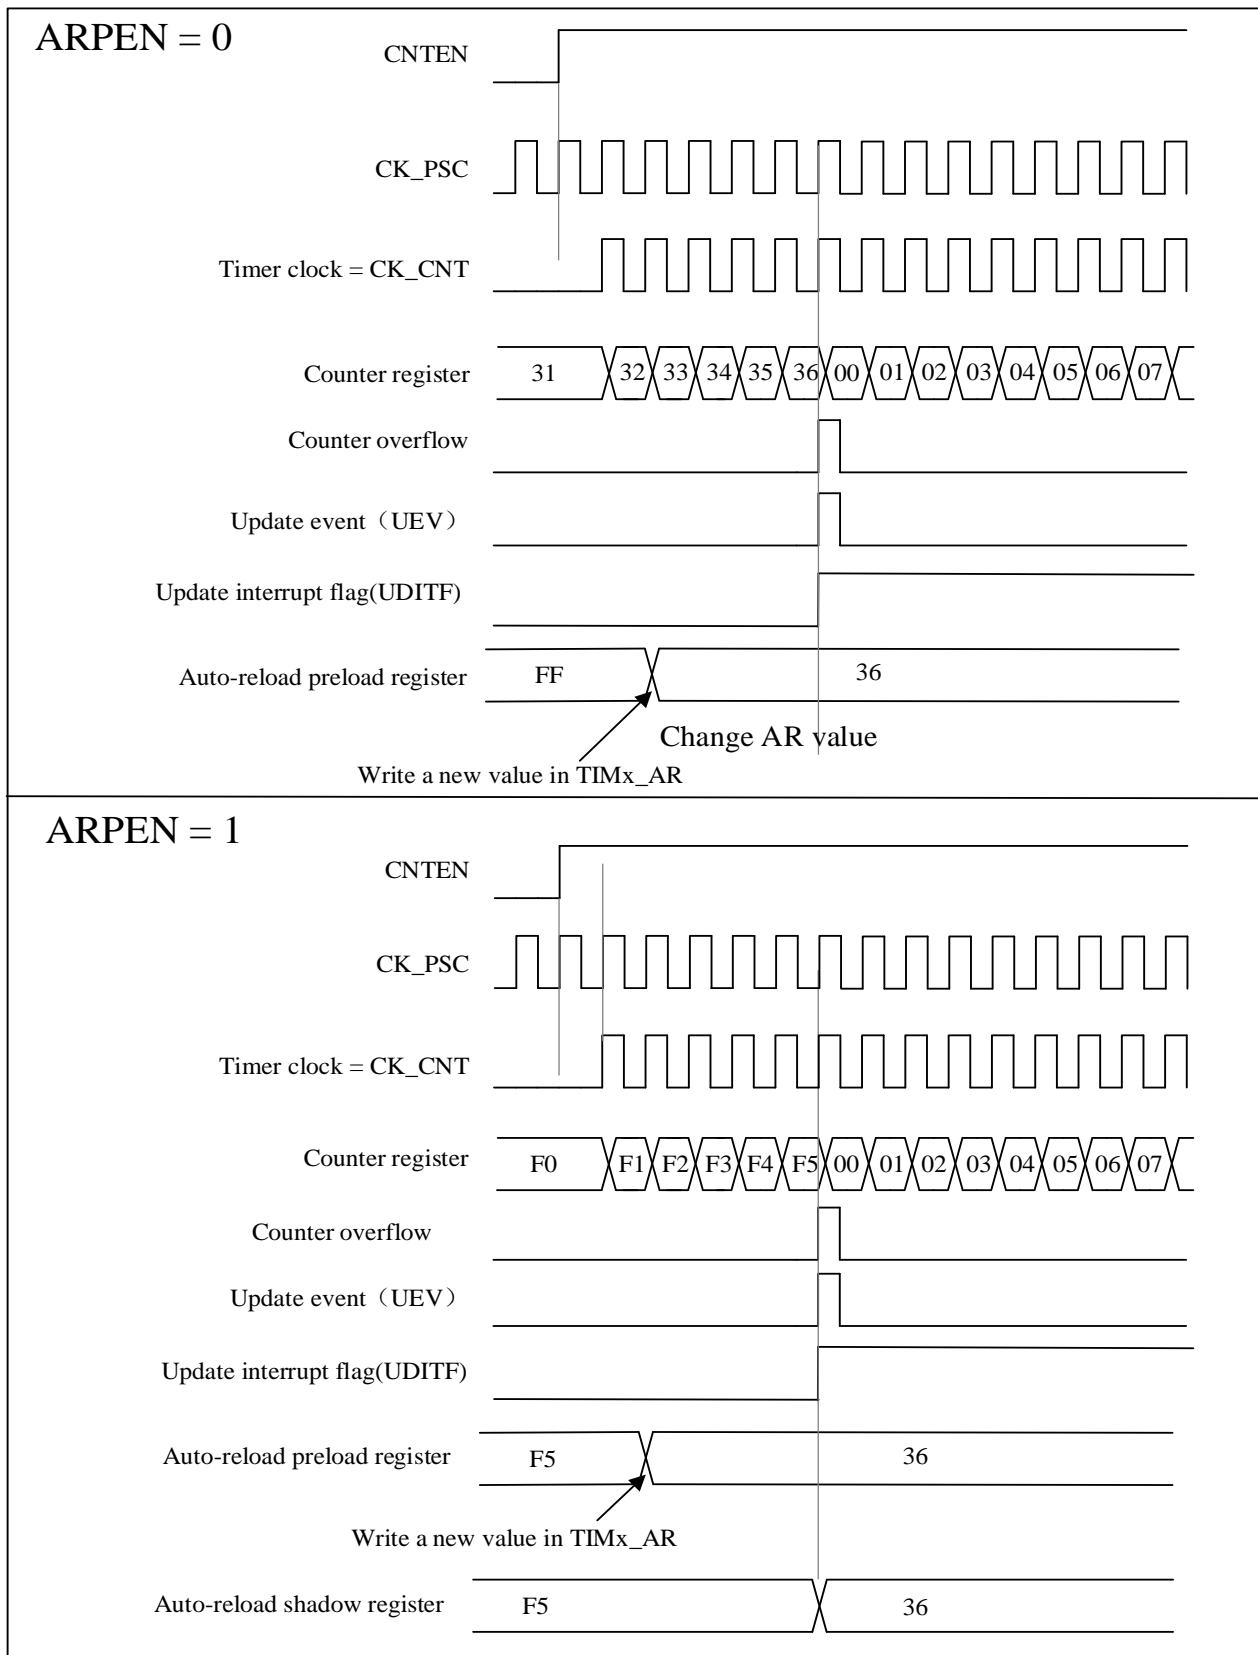 ARPEN = 0
CNTEN
CK_PSC
Timer clock = CK_CNT
Counter register 31 32 33 34 35 36 00 01 02 03 04 05 06 07
Counter overflow
Update event（UEV）
Update interrupt flag(UDITF)
Auto-reload preload register FF 36
Change AR value
Write a new value in TIMx_AR
ARPEN = 1
CNTEN
CK_PSC
Timer clock = CK_CNT
Counter register F0 F1 F2 F3 F4 F5 00 01 02 03 04 05 06 07
Counter overflow
Update event（UEV）
Update interrupt flag(UDITF)
Auto-reload preload register F5 36
Write a new value in TIMx_AR
Auto-reload shadow register F5 36